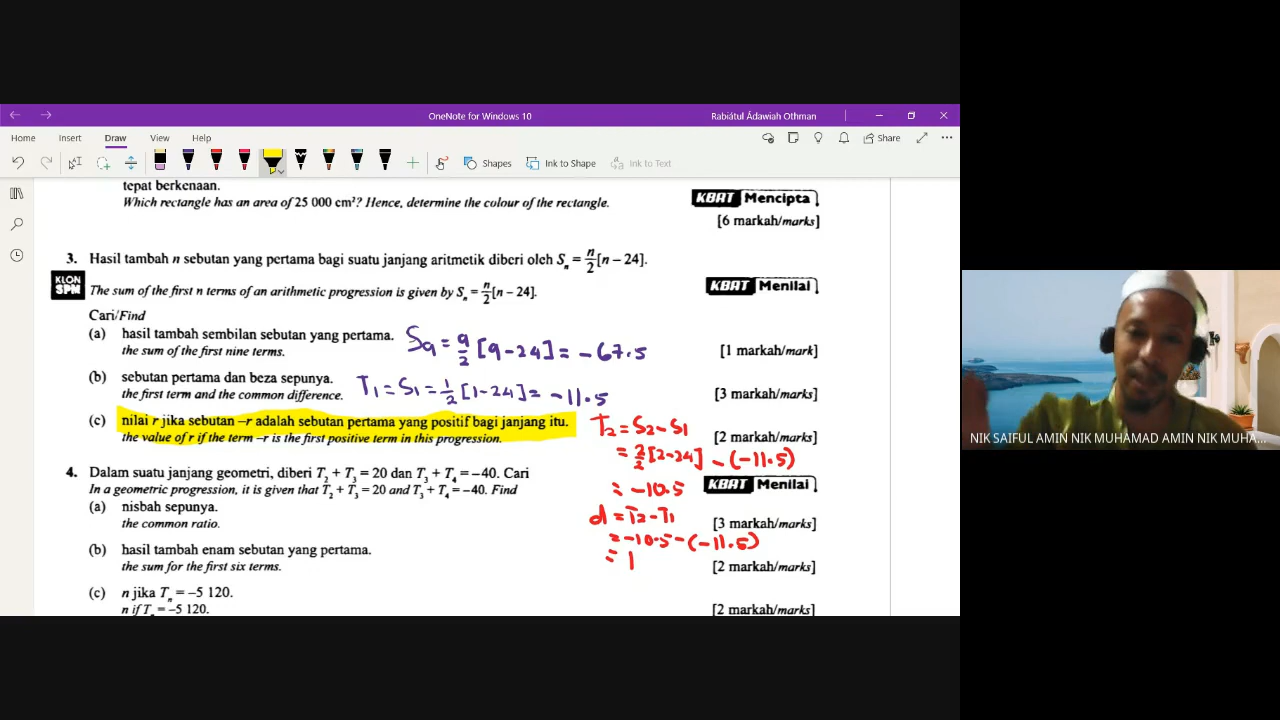 OneNote for Windows 10
Rabiátul Ádawiah Othman
Home Insert Draw View Help
Share
Shapes Ink to Shape Ink to Text
tepat berkenaan.
Which rectangle has an area of 25 000 cm²? Hence, determine the colour of the rectangle.
KBAT Mencipta
[6 markah/marks]
3. Hasil tambah n sebutan yang pertama bagi suatu janjang aritmetik diberi oleh Sₙ = n/2[n – 24].
KLON SPM
The sum of the first n terms of an arithmetic progression is given by Sₙ = n/2[n – 24].
KBAT Menilai
Cari/Find
(a) hasil tambah sembilan sebutan yang pertama.
the sum of the first nine terms.
S₉ = 9/2 [9-24] = -67.5
[1 markah/mark]
(b) sebutan pertama dan beza sepunya.
the first term and the common difference.
T₁ = S₁ = 1/2 [1-24] = -11.5
[3 markah/marks]
(c) nilai r jika sebutan –r adalah sebutan pertama yang positif bagi janjang itu.
the value of r if the term –r is the first positive term in this progression.
[2 markah/marks]
T₂ = S₂ - S₁
= 2/2 [2-24] - (-11.5)
= -10.5
d = T₂ - T₁
= -10.5 - (-11.5)
= 1
4. Dalam suatu janjang geometri, diberi T₂ + T₃ = 20 dan T₃ + T₄ = –40. Cari
In a geometric progression, it is given that T₂ + T₃ = 20 and T₃ + T₄ = –40. Find
KBAT Menilai
(a) nisbah sepunya.
the common ratio.
[3 markah/marks]
(b) hasil tambah enam sebutan yang pertama.
the sum for the first six terms.
[2 markah/marks]
(c) n jika Tₙ = –5 120.
n if Tₙ = –5 120.
[2 markah/marks]
NIK SAIFUL AMIN NIK MUHAMAD AMIN NIK MUHA...